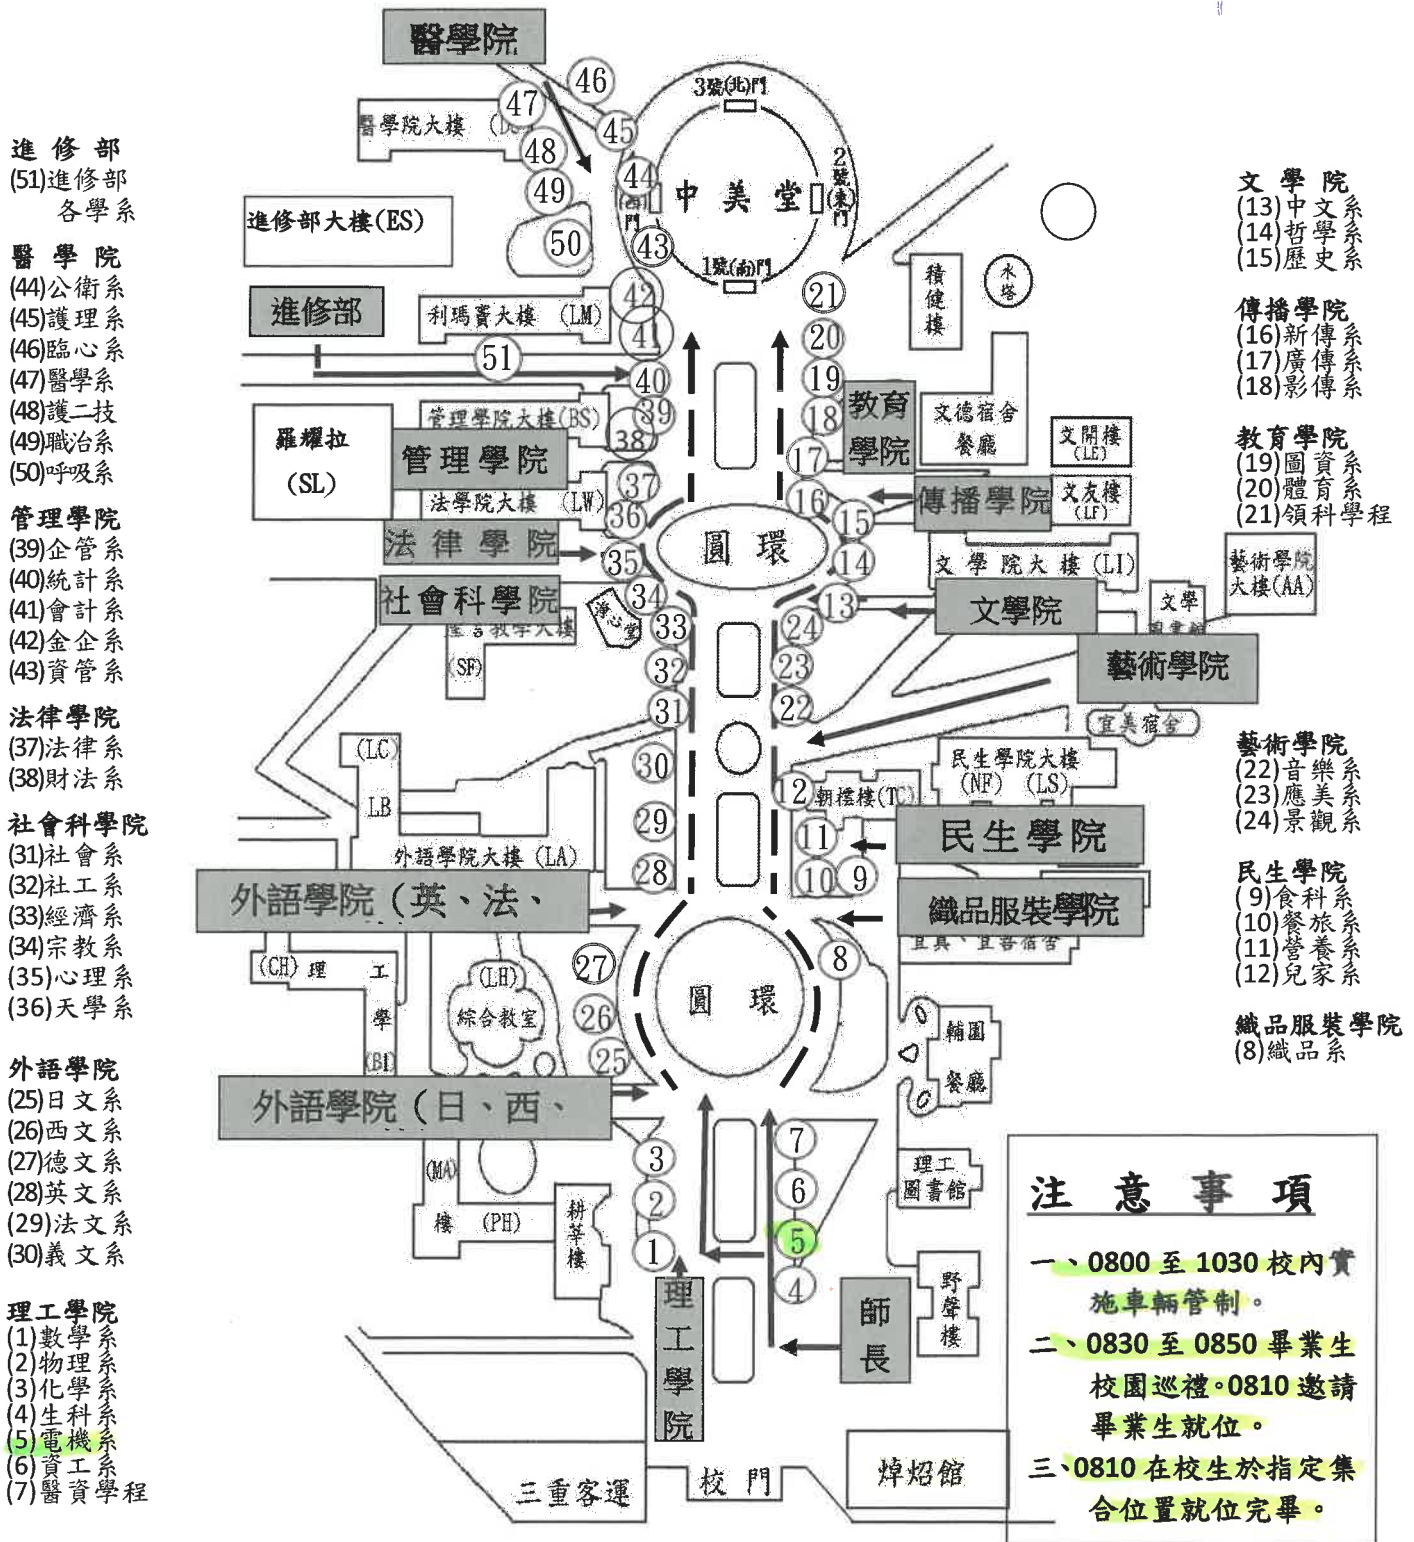 進修部
(51)進修部
各學系
醫學院
(44)公衛系
(45)護理系
(46)臨心系
(47)醫學系
(48)護二技
(49)職治系
(50)呼吸系
管理學院
(39)企管系
(40)統計系
(41)會計系
(42)金企系
(43)資管系
法律學院
(37)法律系
(38)財法系
社會科學院
(31)社會系
(32)社工系
(33)經濟系
(34)宗教系
(35)心理系
(36)天學系
外語學院
(25)日文系
(26)西文系
(27)德文系
(28)英文系
(29)法文系
(30)義文系
理工學院
(1)數學系
(2)物理系
(3)化學系
(4)生科系
(5)電機系
(6)資工系
(7)醫資學程
醫學院
46
47
醫學院大樓
45
48
44
49
43
50
3號(北)門
2號(東)門
(西)門
中美堂
1號(南)門
進修部大樓(ES)
進修部
利瑪竇大樓 (LM)
42
41
51
40
39
38
管理學院大樓(BS)
羅耀拉
(SL)
管理學院
法學院大樓 (LW)
37
36
法律學院
35
社會科學院
34
淨心堂
(SF)
33
32
31
(LC)
LB
30
29
28
外語學院大樓 (LA)
外語學院（英、法、
(CH) 理 工
學
(B1)
(LH)
綜合教室
27
26
25
外語學院（日、西、
(MA)
樓 (PH)
耕莘樓
3
2
1
理工學院
三重客運
校門
焯炤館
師長
4
5
6
7
野聲樓
理工
圖書館
輔園
餐廳
8
圓環
織品服裝學院
宜真、宜善宿舍
民生學院
9
10
11
12
朝橒樓(TC)
民生學院大樓
(NF) (LS)
宜美宿舍
藝術學院
22
23
24
文學
藝術學院
大樓(AA)
文學院
13
14
15
文學院大樓 (LI)
圓環
16
傳播學院
文友樓
(LF)
文開樓
(LE)
17
18
19
20
21
教育
學院
文德宿舍
餐廳
積健樓
水塔
文學院
(13)中文系
(14)哲學系
(15)歷史系
傳播學院
(16)新傳系
(17)廣傳系
(18)影傳系
教育學院
(19)圖資系
(20)體育系
(21)領科學程
藝術學院
(22)音樂系
(23)應美系
(24)景觀系
民生學院
(9)食科系
(10)餐旅系
(11)營養系
(12)兒家系
織品服裝學院
(8)織品系
注意事項
一、0800 至 1030 校內實
施車輛管制。
二、0830 至 0850 畢業生
校園巡禮。0810 邀請
畢業生就位。
三、0810 在校生於指定集
合位置就位完畢。